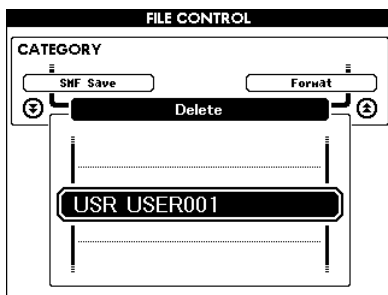 FILE CONTROL
CATEGORY
SMF Save
Format
Delete
USR USER001